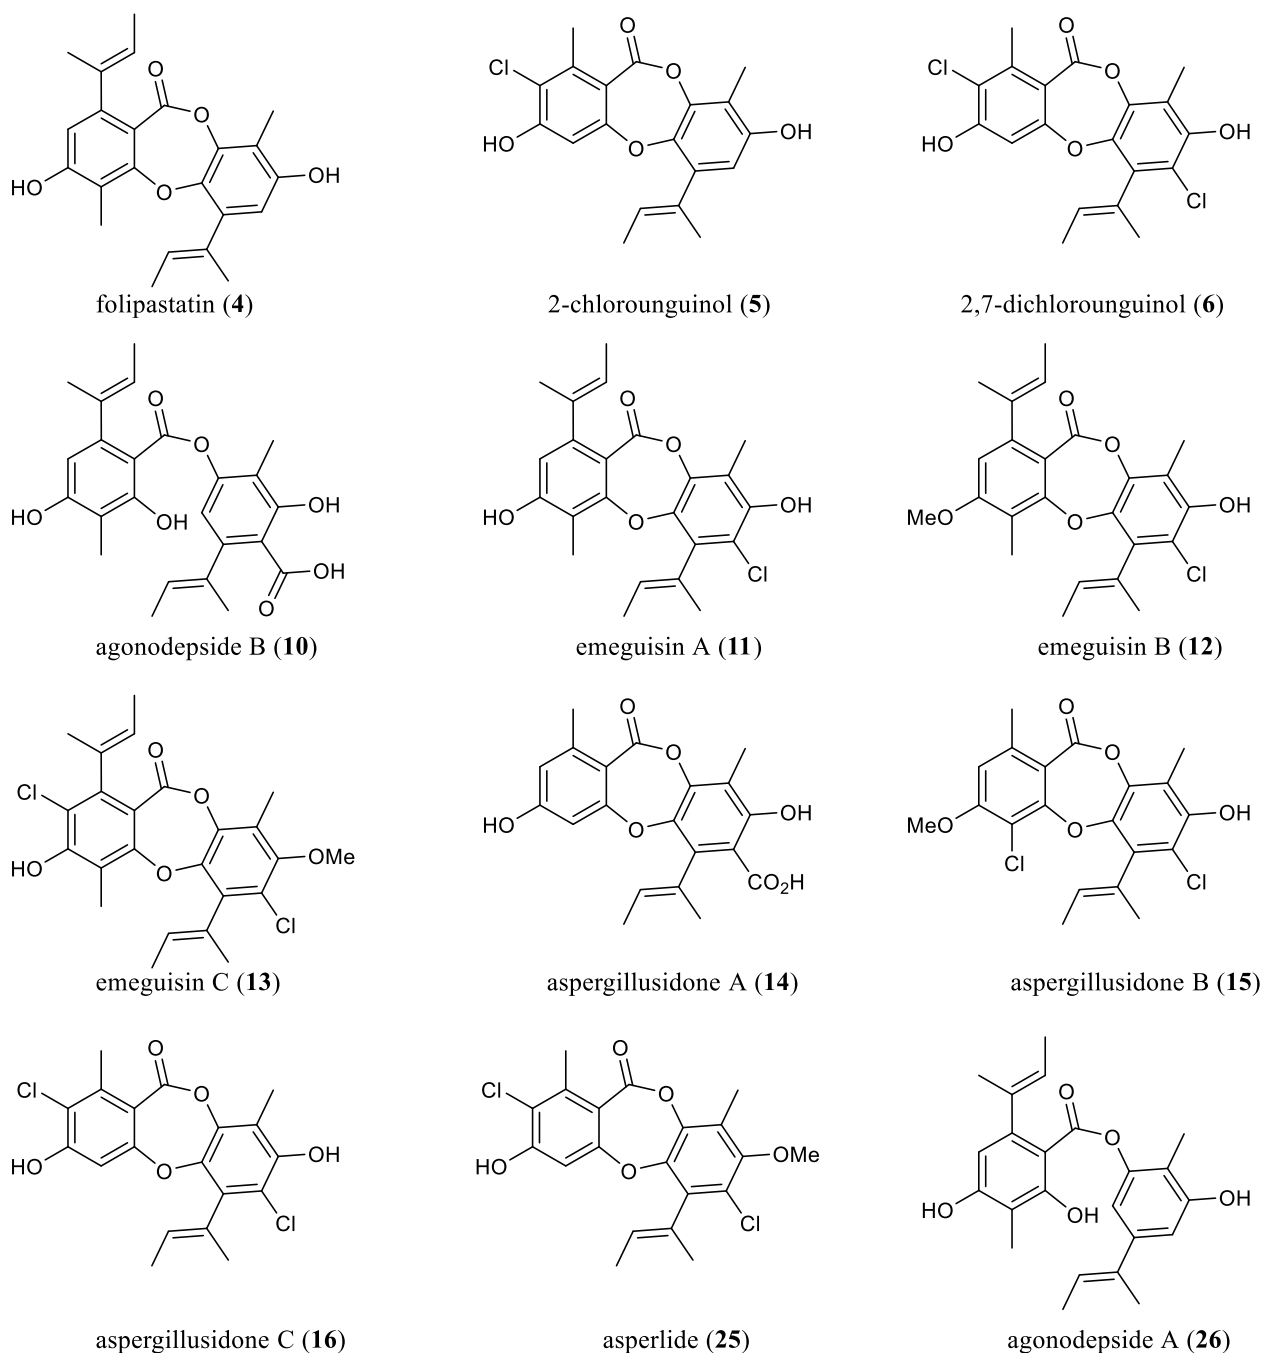 O O O
Cl O Cl O
O
HO OH HO O OH HO O OH
O
Cl
folipastatin (4) 2-chlorounguinol (5) 2,7-dichlorounguinol (6)
O O O
O O O
HO OH OH HO O OH MeO O OH
OH Cl Cl
O
agonodepside B (10) emeguisin A (11) emeguisin B (12)
O O O
Cl O O O
HO O OMe HO O OH MeO O OH
Cl CO2H Cl Cl
emeguisin C (13) aspergillusidone A (14) aspergillusidone B (15)
O O O
Cl O Cl O O
HO O OH HO O OMe HO OH OH
Cl Cl
aspergillusidone C (16) asperlide (25) agonodepside A (26)